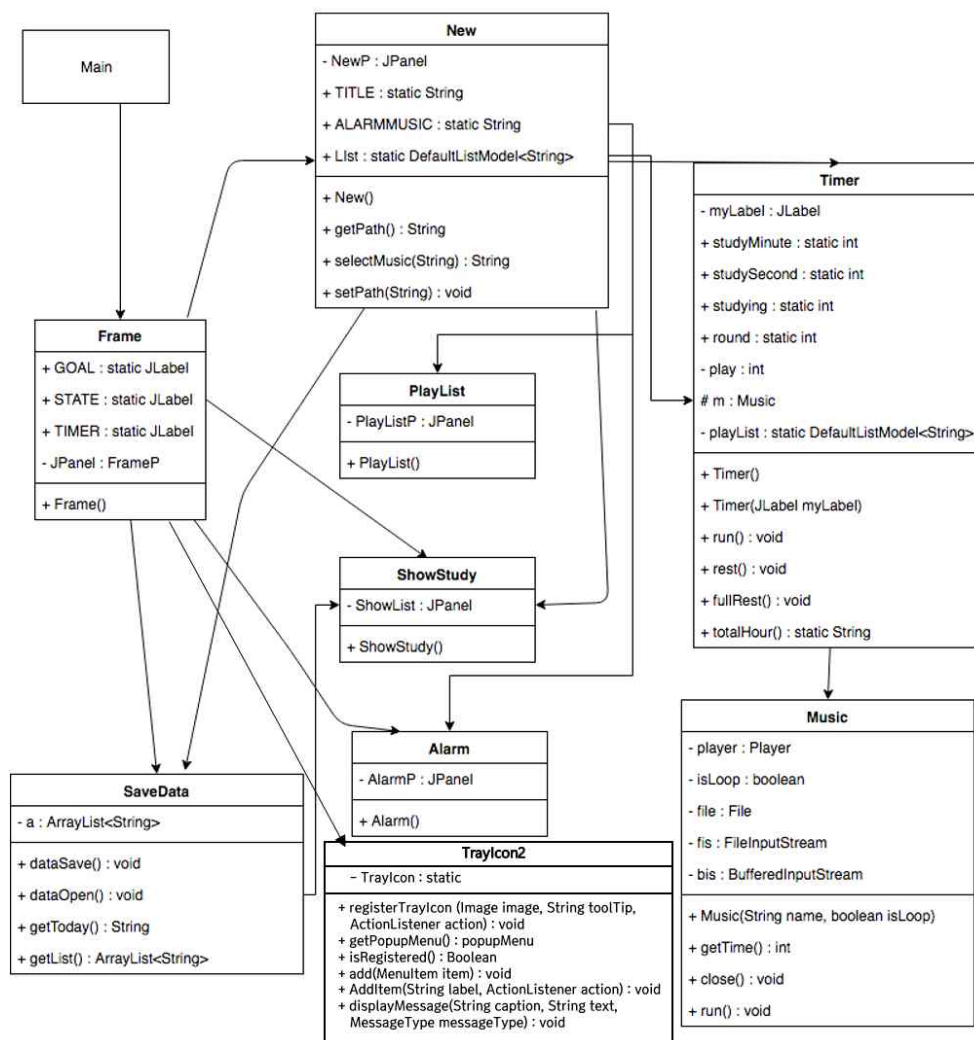 Main
New
- NewP : JPanel
+ TITLE : static String
+ ALARMMUSIC : static String
+ LIst : static DefaultListModel<String>
+ New()
+ getPath() : String
+ selectMusic(String) : String
+ setPath(String) : void
Timer
- myLabel : JLabel
+ studyMinute : static int
+ studySecond : static int
+ studying : static int
+ round : static int
- play : int
# m : Music
- playList : static DefaultListModel<String>
+ Timer()
+ Timer(JLabel myLabel)
+ run() : void
+ rest() : void
+ fullRest() : void
+ totalHour() : static String
Frame
+ GOAL : static JLabel
+ STATE : static JLabel
+ TIMER : static JLabel
- JPanel : FrameP
+ Frame()
PlayList
- PlayListP : JPanel
+ PlayList()
ShowStudy
- ShowList : JPanel
+ ShowStudy()
Alarm
- AlarmP : JPanel
+ Alarm()
Music
- player : Player
- isLoop : boolean
- file : File
- fis : FileInputStream
- bis : BufferedInputStream
+ Music(String name, boolean isLoop)
+ getTime() : int
+ close() : void
+ run() : void
SaveData
- a : ArrayList<String>
+ dataSave() : void
+ dataOpen() : void
+ getToday() : String
+ getList() : ArrayList<String>
TrayIcon2
- TrayIcon : static
+ registerTrayIcon (Image image, String toolTip,
ActionListener action) : void
+ getPopupMenu() : popupMenu
+ isRegistered() : Boolean
+ add(MenuItem item) : void
+ AddItem(String label, ActionListener action) : void
+ displayMessage(String caption, String text,
MessageType messageType) : void